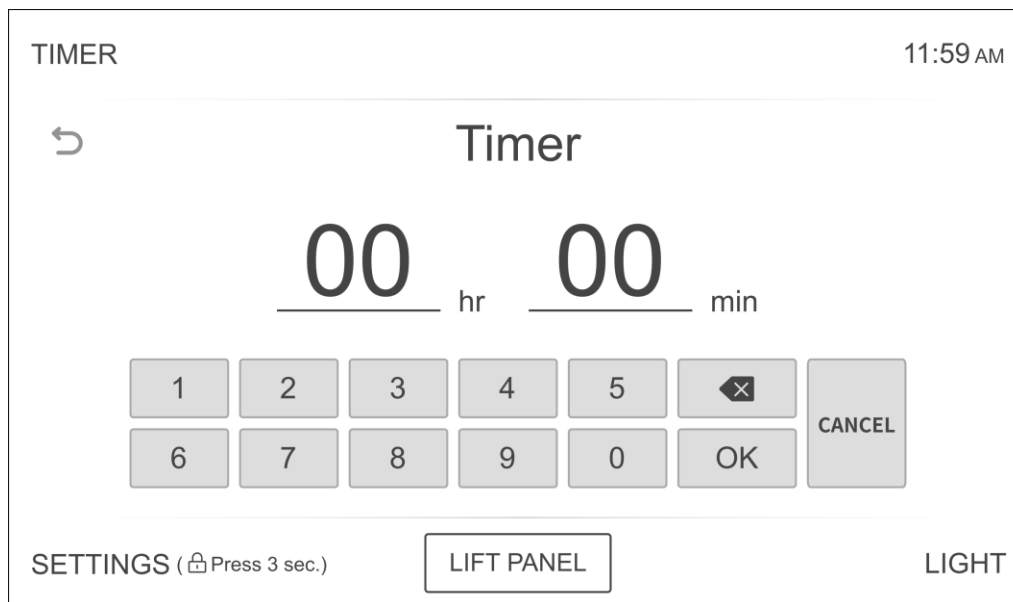 TIMER 11:59 AM
Timer
00 hr 00 min
1 2 3 4 5
CANCEL
6 7 8 9 0 OK
SETTINGS (Press 3 sec.) LIFT PANEL LIGHT